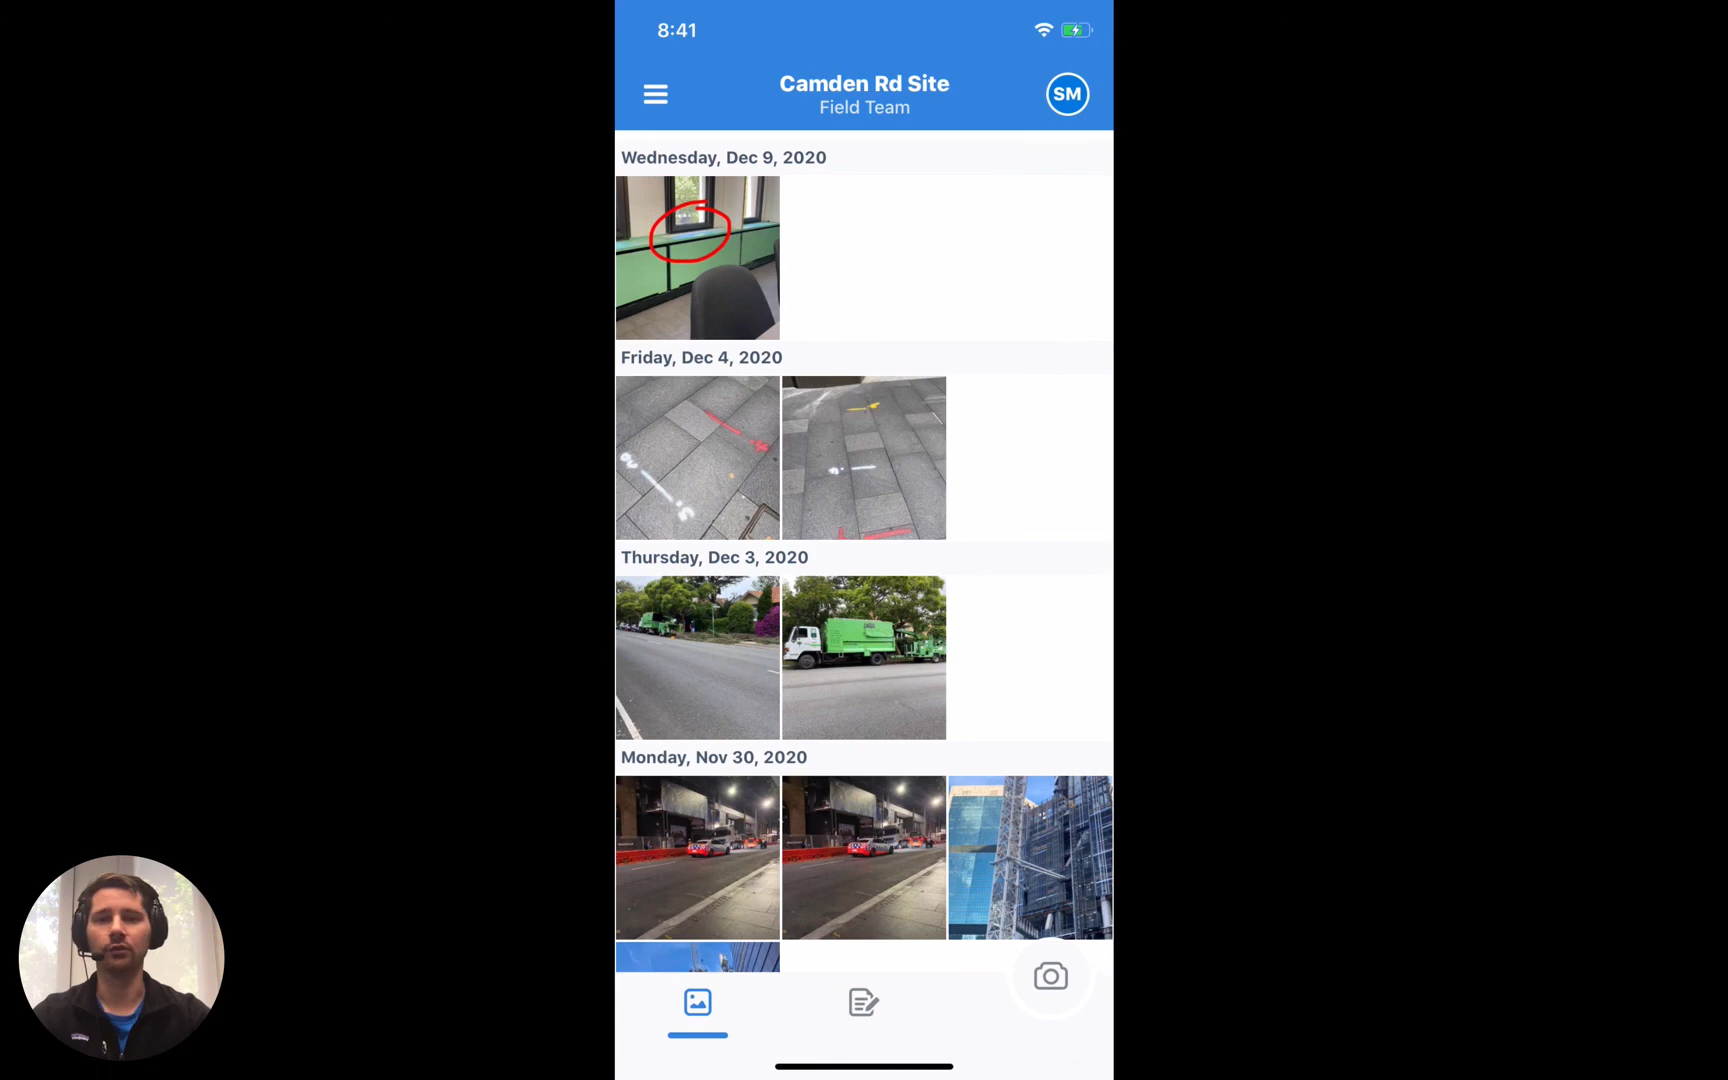 8:41
Camden Rd Site
Field Team
SM
Wednesday, Dec 9, 2020
Friday, Dec 4, 2020
Thursday, Dec 3, 2020
Monday, Nov 30, 2020